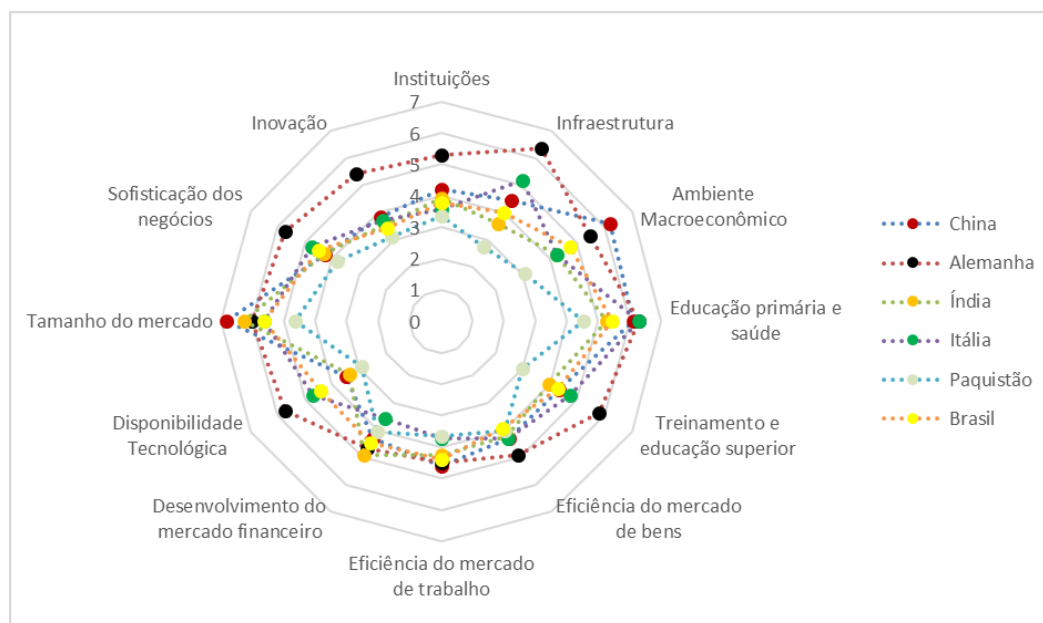 Instituições
7
6
5
4
3
2
1
0
Infraestrutura
Ambiente
Macroeconômico
Educação primária e
saúde
Treinamento e
educação superior
Eficiência do mercado
de bens
Eficiência do mercado
de trabalho
Desenvolvimento do
mercado financeiro
Disponibilidade
Tecnológica
Tamanho do mercado
Sofisticação dos
negócios
Inovação
China
Alemanha
Índia
Itália
Paquistão
Brasil